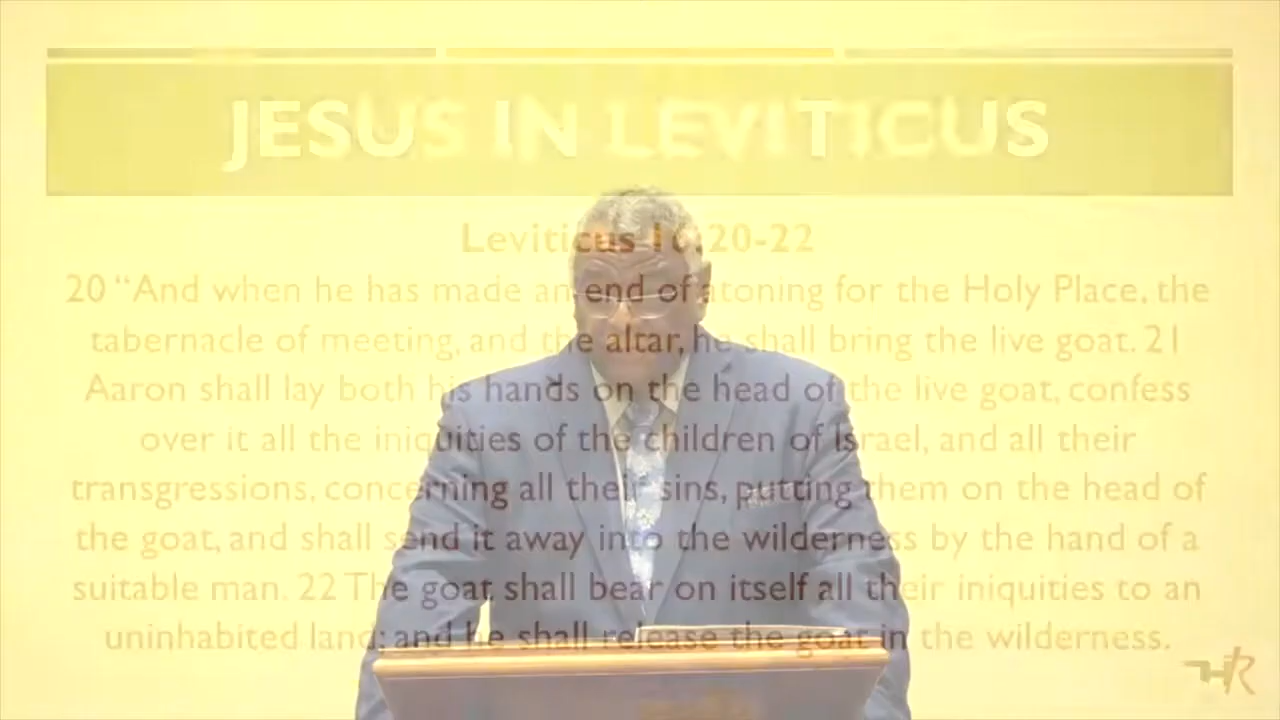 JESUS IN LEVITICUS
Leviticus 16:20-22
20 “And when he has made an end of atoning for the Holy Place, the
tabernacle of meeting, and the altar, he shall bring the live goat. 21
Aaron shall lay both his hands on the head of the live goat, confess
over it all the iniquities of the children of Israel, and all their
transgressions, concerning all their sins, putting them on the head of
the goat, and shall send it away into the wilderness by the hand of a
suitable man. 22 The goat shall bear on itself all their iniquities to an
uninhabited land; and he shall release the goat in the wilderness.
HR